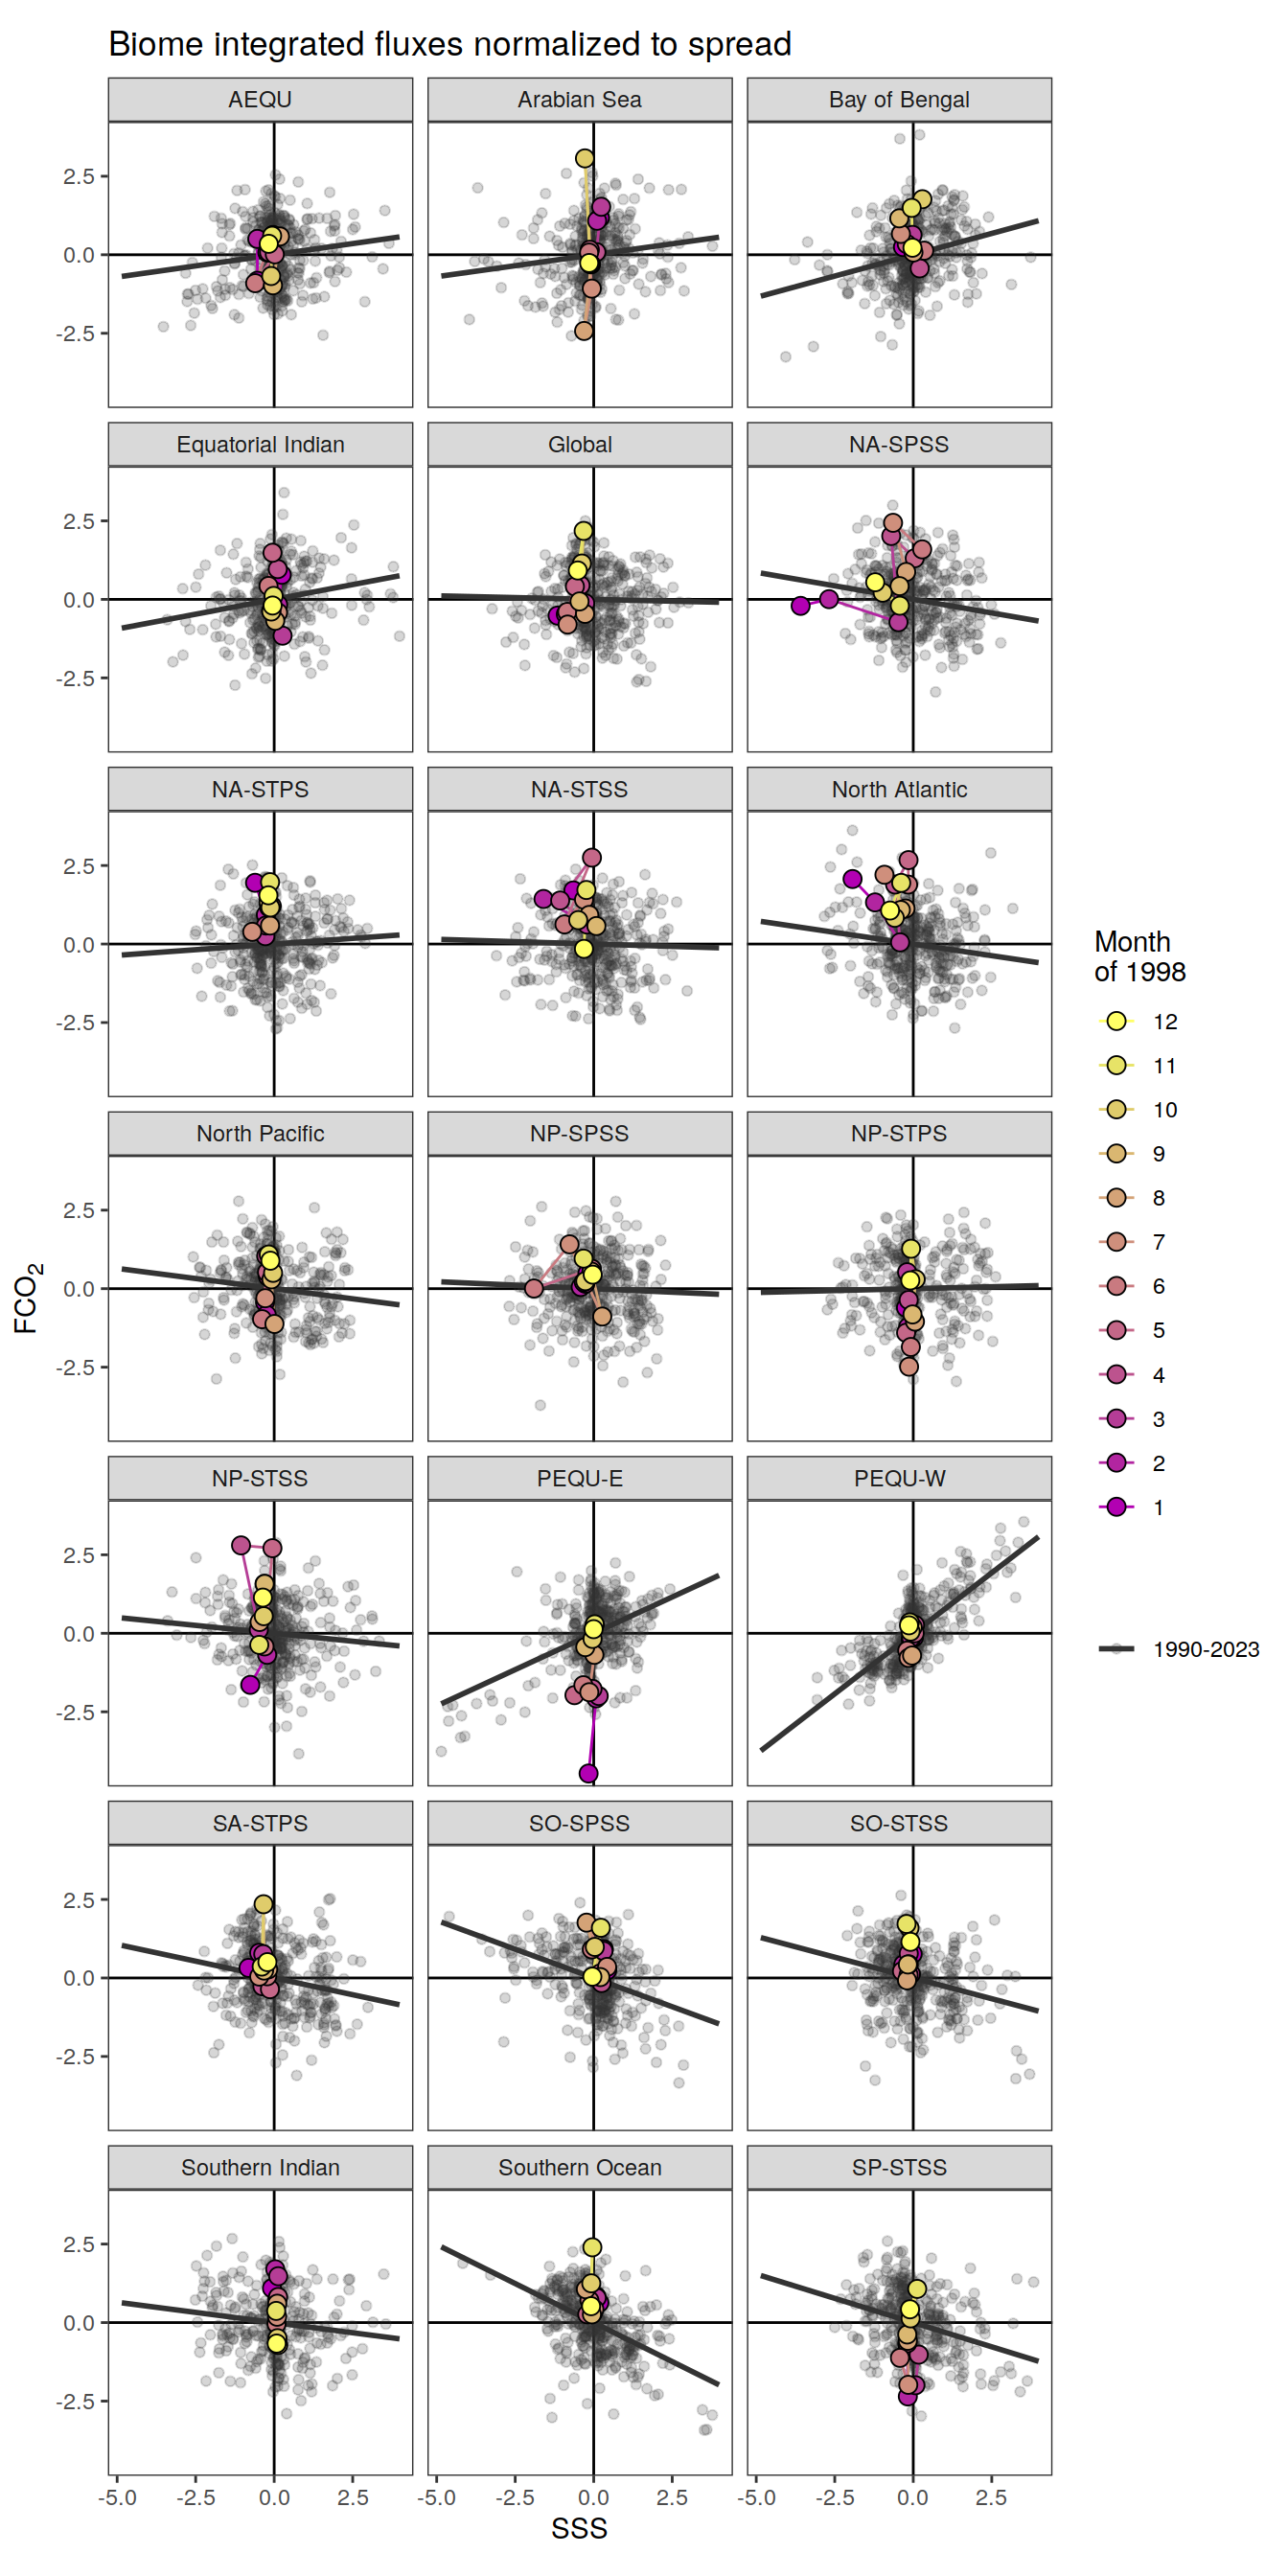 Biome integrated fluxes normalized to spread
AEQU Arabian Sea Bay of Bengal
2.5
0.0
-2.5
Equatorial Indian Global NA-SPSS
2.5
0.0
-2.5
NA-STPS NA-STSS North Atlantic
2.5
0.0
-2.5
North Pacific NP-SPSS NP-STPS
2.5
0.0
-2.5
NP-STSS PEQU-E PEQU-W
2.5
0.0
-2.5
SA-STPS SO-SPSS SO-STSS
2.5
0.0
-2.5
Southern Indian Southern Ocean SP-STSS
2.5
0.0
-2.5
-5.0 -2.5 0.0 2.5 -5.0 -2.5 0.0 2.5 -5.0 -2.5 0.0 2.5
SSS
FCO₂
Month
of 1998
12
11
10
9
8
7
6
5
4
3
2
1
1990-2023